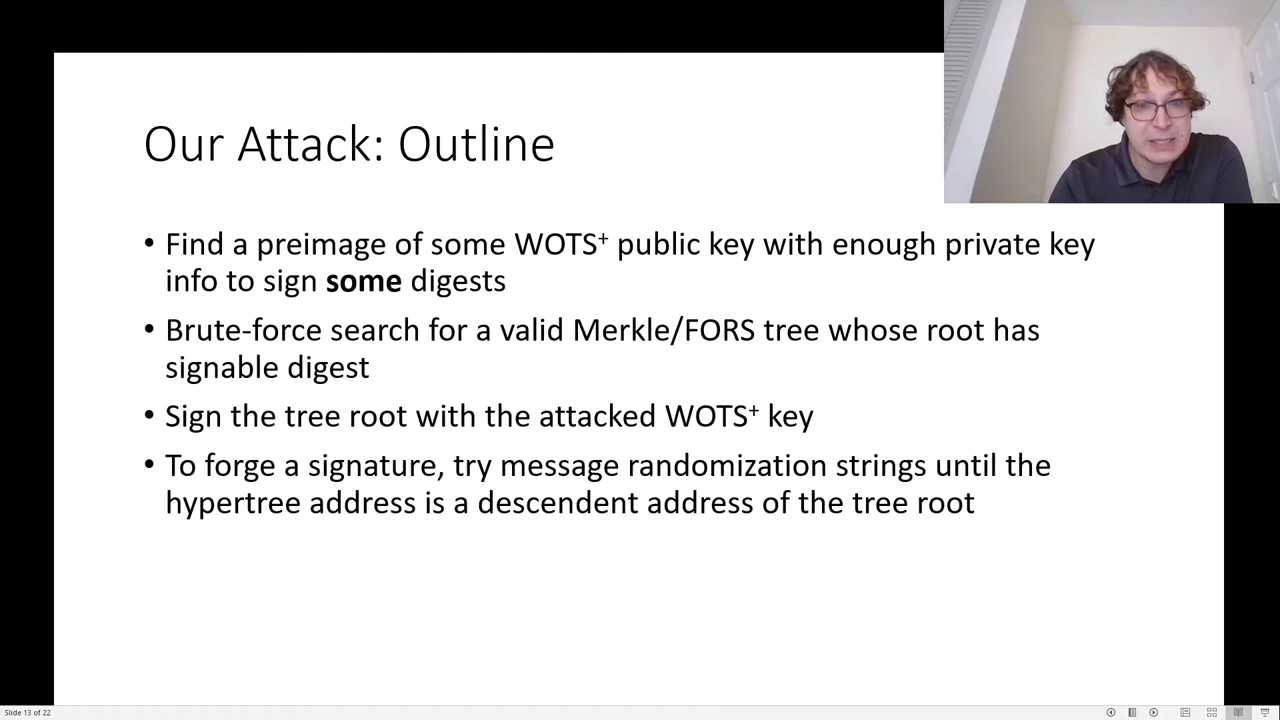 Our Attack: Outline
• Find a preimage of some WOTS⁺ public key with enough private key
info to sign some digests
• Brute-force search for a valid Merkle/FORS tree whose root has
signable digest
• Sign the tree root with the attacked WOTS⁺ key
• To forge a signature, try message randomization strings until the
hypertree address is a descendent address of the tree root
Slide 13 of 22